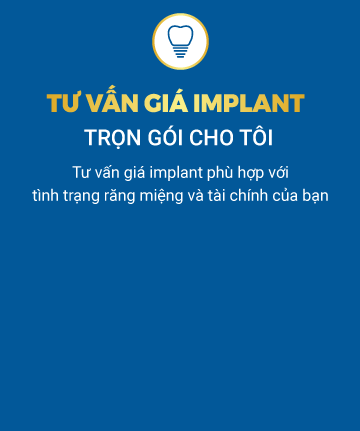 TƯ VẤN GIÁ IMPLANT
TRỌN GÓI CHO TÔI
Tư vấn giá implant phù hợp với
tình trạng răng miệng và tài chính của bạn